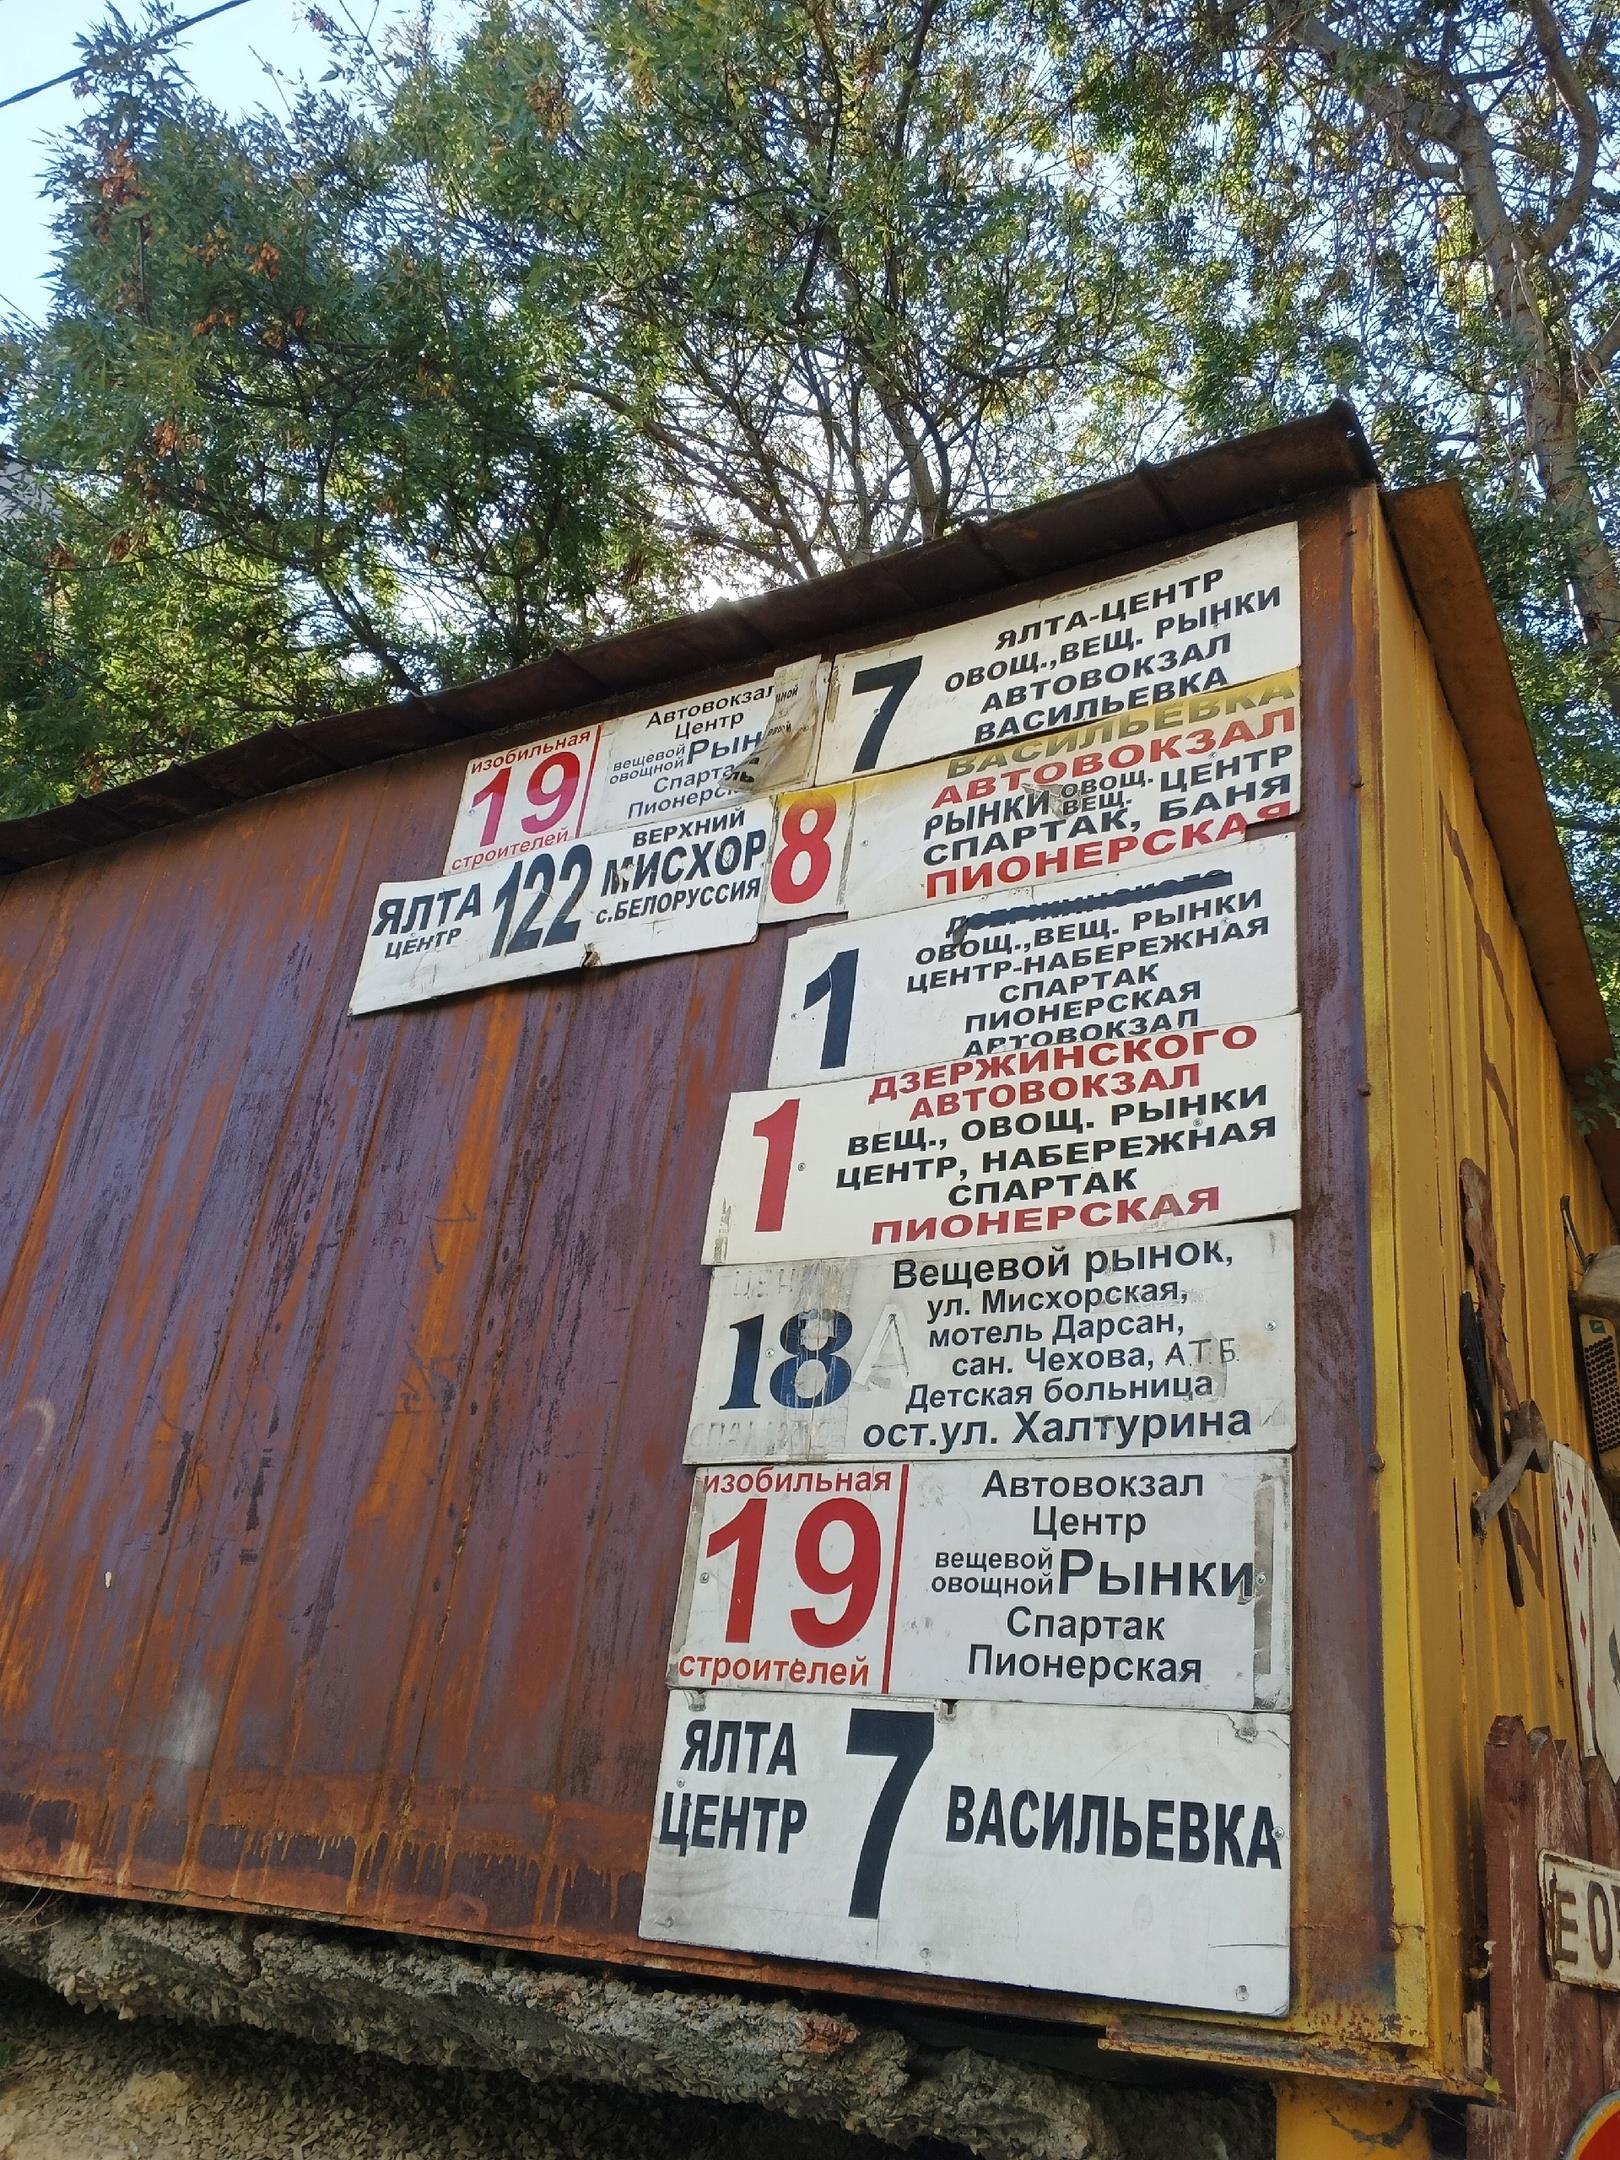 ЯЛТА-ЦЕНТР
ОВОЩ.,ВЕЩ. РЫНКИ
7 АВТОВОКЗАЛ
ВАСИЛЬЕВКА
изобильная
19
строителей
Автовокзал
Центр
вещевой
овощной
Спарта
Пионерс
ВАСИЛЬЕВКА
АВТОВОКЗАЛ
РЫНКИ ОВОЩ. ВЕЩ. ЦЕНТР
8 СПАРТАК, БАНЯ
ПИОНЕРСКАЯ
ЯЛТА
ЦЕНТР
122
ВЕРХНИЙ
МИСХОР
с.БЕЛОРУССИЯ
ДЗЕРЖИНСКОГО
ОВОЩ.,ВЕЩ. РЫНКИ
ЦЕНТР-НАБЕРЕЖНАЯ
1 СПАРТАК
ПИОНЕРСКАЯ
АВТОВОКЗАЛ
ДЗЕРЖИНСКОГО
АВТОВОКЗАЛ
1 ВЕЩ., ОВОЩ. РЫНКИ
ЦЕНТР, НАБЕРЕЖНАЯ
СПАРТАК
ПИОНЕРСКАЯ
18А
Вещевой рынок,
ул. Мисхорская,
мотель Дарсан,
сан. Чехова, А.Т.Б.
Детская больница
ост.ул. Халтурина
изобильная
19
строителей
Автовокзал
Центр
вещевой
овощной Рынки
Спартак
Пионерская
ЯЛТА
ЦЕНТР
7
ВАСИЛЬЕВКА